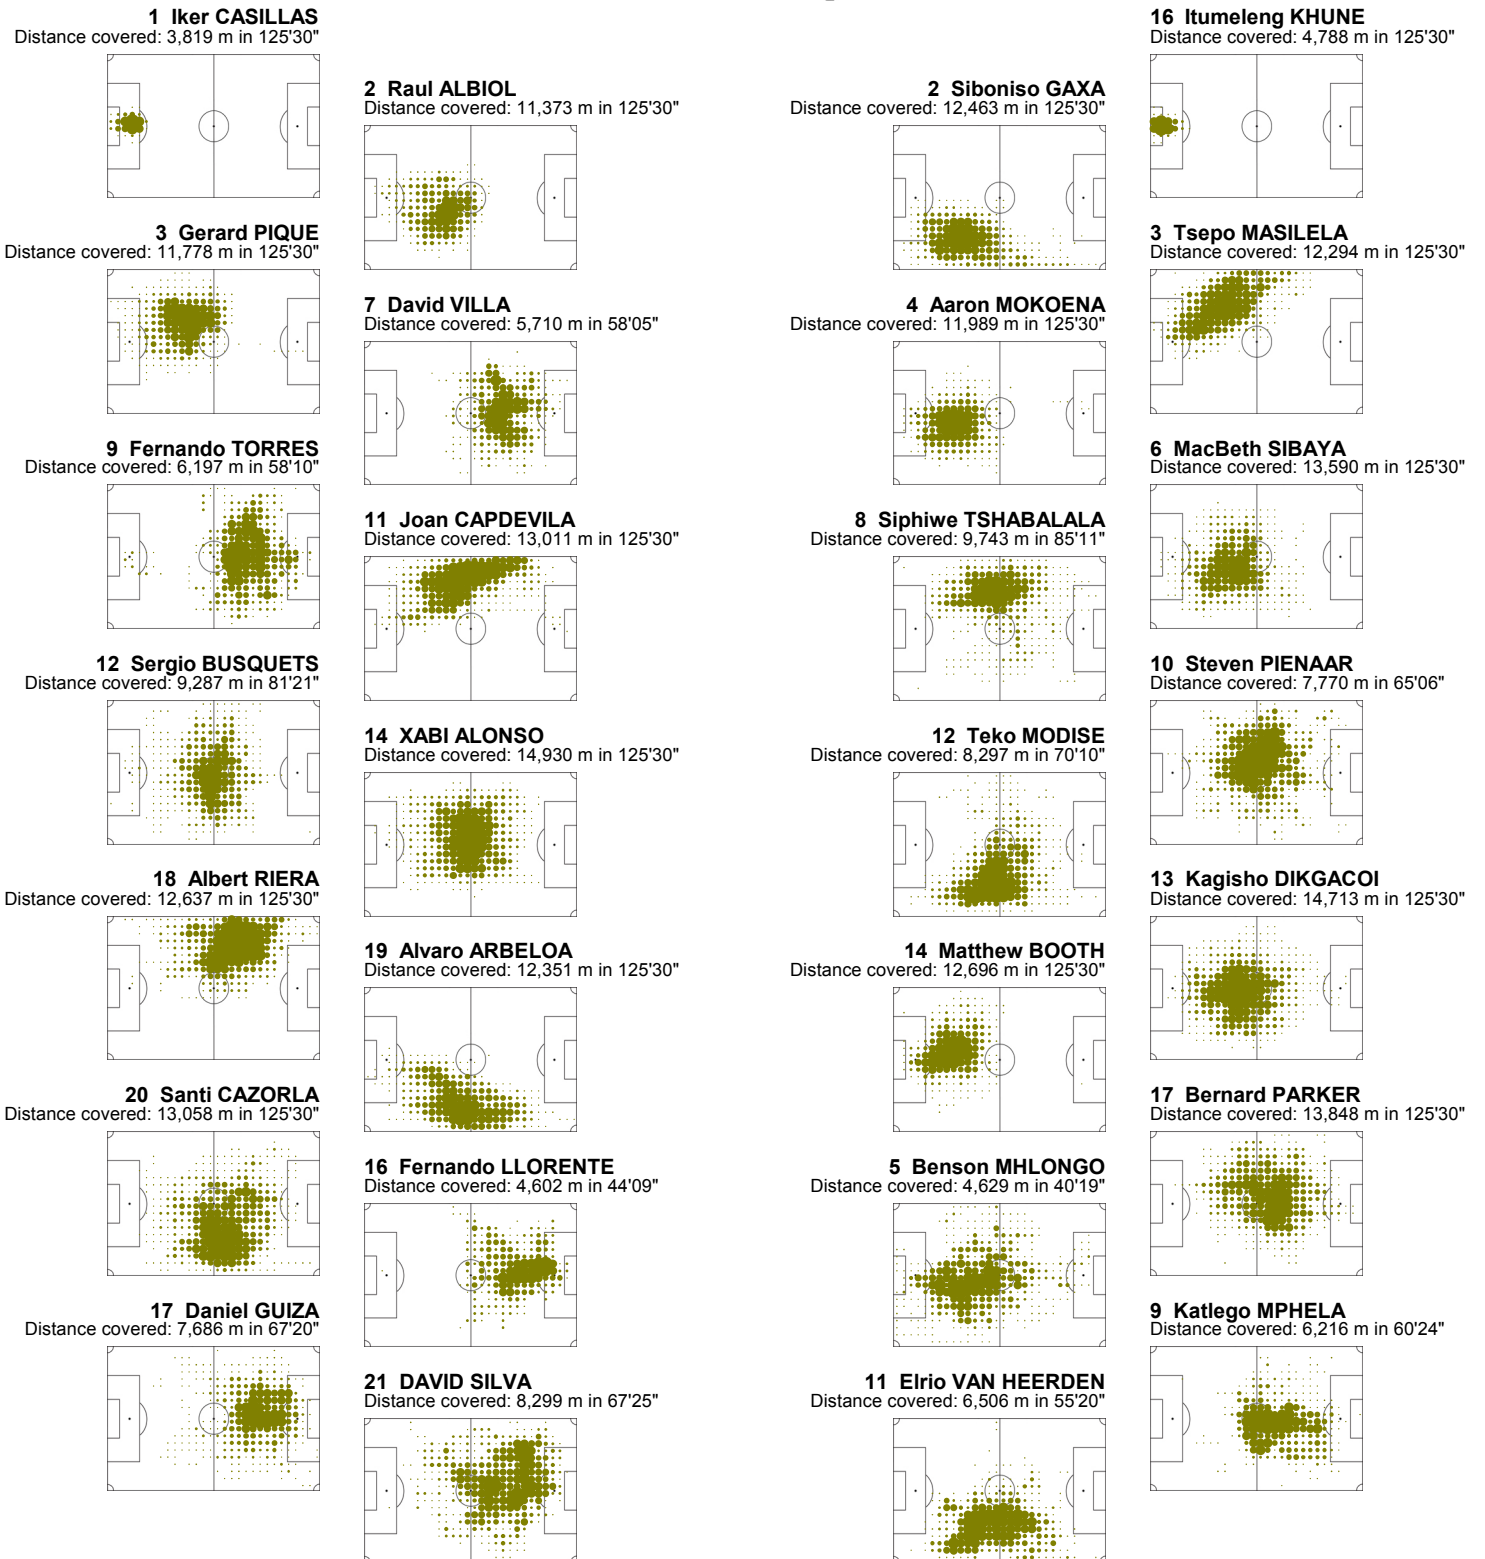 1 Iker CASILLAS
Distance covered: 3,819 m in 125'30"
2 Raul ALBIOL
Distance covered: 11,373 m in 125'30"
3 Gerard PIQUE
Distance covered: 11,778 m in 125'30"
7 David VILLA
Distance covered: 5,710 m in 58'05"
9 Fernando TORRES
Distance covered: 6,197 m in 58'10"
11 Joan CAPDEVILA
Distance covered: 13,011 m in 125'30"
12 Sergio BUSQUETS
Distance covered: 9,287 m in 81'21"
14 XABI ALONSO
Distance covered: 14,930 m in 125'30"
18 Albert RIERA
Distance covered: 12,637 m in 125'30"
19 Alvaro ARBELOA
Distance covered: 12,351 m in 125'30"
20 Santi CAZORLA
Distance covered: 13,058 m in 125'30"
16 Fernando LLORENTE
Distance covered: 4,602 m in 44'09"
17 Daniel GUIZA
Distance covered: 7,686 m in 67'20"
21 DAVID SILVA
Distance covered: 8,299 m in 67'25"
16 Itumeleng KHUNE
Distance covered: 4,788 m in 125'30"
2 Siboniso GAXA
Distance covered: 12,463 m in 125'30"
3 Tsepo MASILELA
Distance covered: 12,294 m in 125'30"
4 Aaron MOKOENA
Distance covered: 11,989 m in 125'30"
6 MacBeth SIBAYA
Distance covered: 13,590 m in 125'30"
8 Siphiwe TSHABALALA
Distance covered: 9,743 m in 85'11"
10 Steven PIENAAR
Distance covered: 7,770 m in 65'06"
12 Teko MODISE
Distance covered: 8,297 m in 70'10"
13 Kagisho DIKGACOI
Distance covered: 14,713 m in 125'30"
14 Matthew BOOTH
Distance covered: 12,696 m in 125'30"
17 Bernard PARKER
Distance covered: 13,848 m in 125'30"
5 Benson MHLONGO
Distance covered: 4,629 m in 40'19"
9 Katlego MPHELA
Distance covered: 6,216 m in 60'24"
11 Elrio VAN HEERDEN
Distance covered: 6,506 m in 55'20"